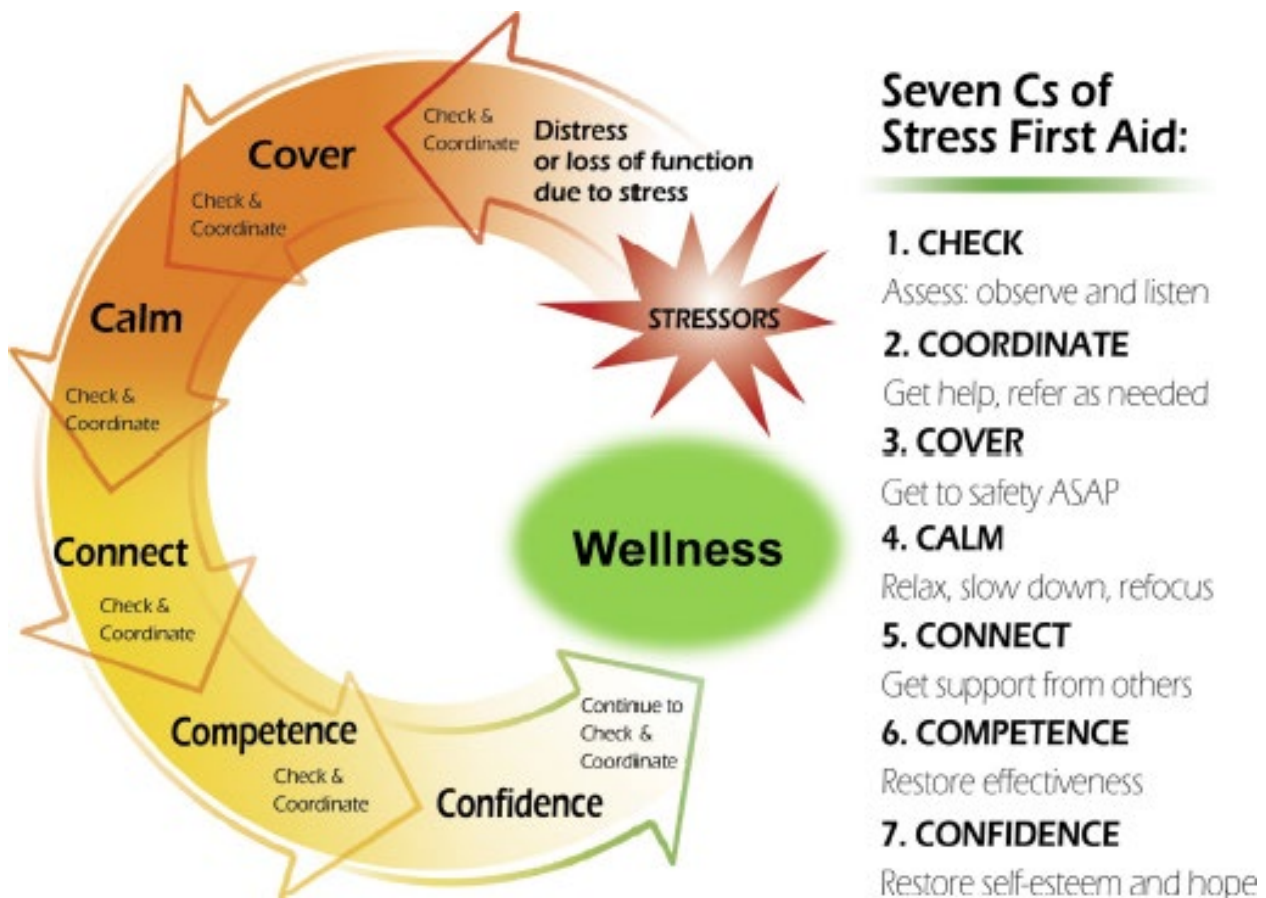 STRESSORS
Distress
or loss of function
due to stress
Check &
Coordinate
Cover
Check &
Coordinate
Calm
Check &
Coordinate
Connect
Check &
Coordinate
Competence
Check &
Coordinate
Confidence
Continue to
Check &
Coordinate
Wellness
Seven Cs of
Stress First Aid:
1. CHECK
Assess: observe and listen
2. COORDINATE
Get help, refer as needed
3. COVER
Get to safety ASAP
4. CALM
Relax, slow down, refocus
5. CONNECT
Get support from others
6. COMPETENCE
Restore effectiveness
7. CONFIDENCE
Restore self-esteem and hope